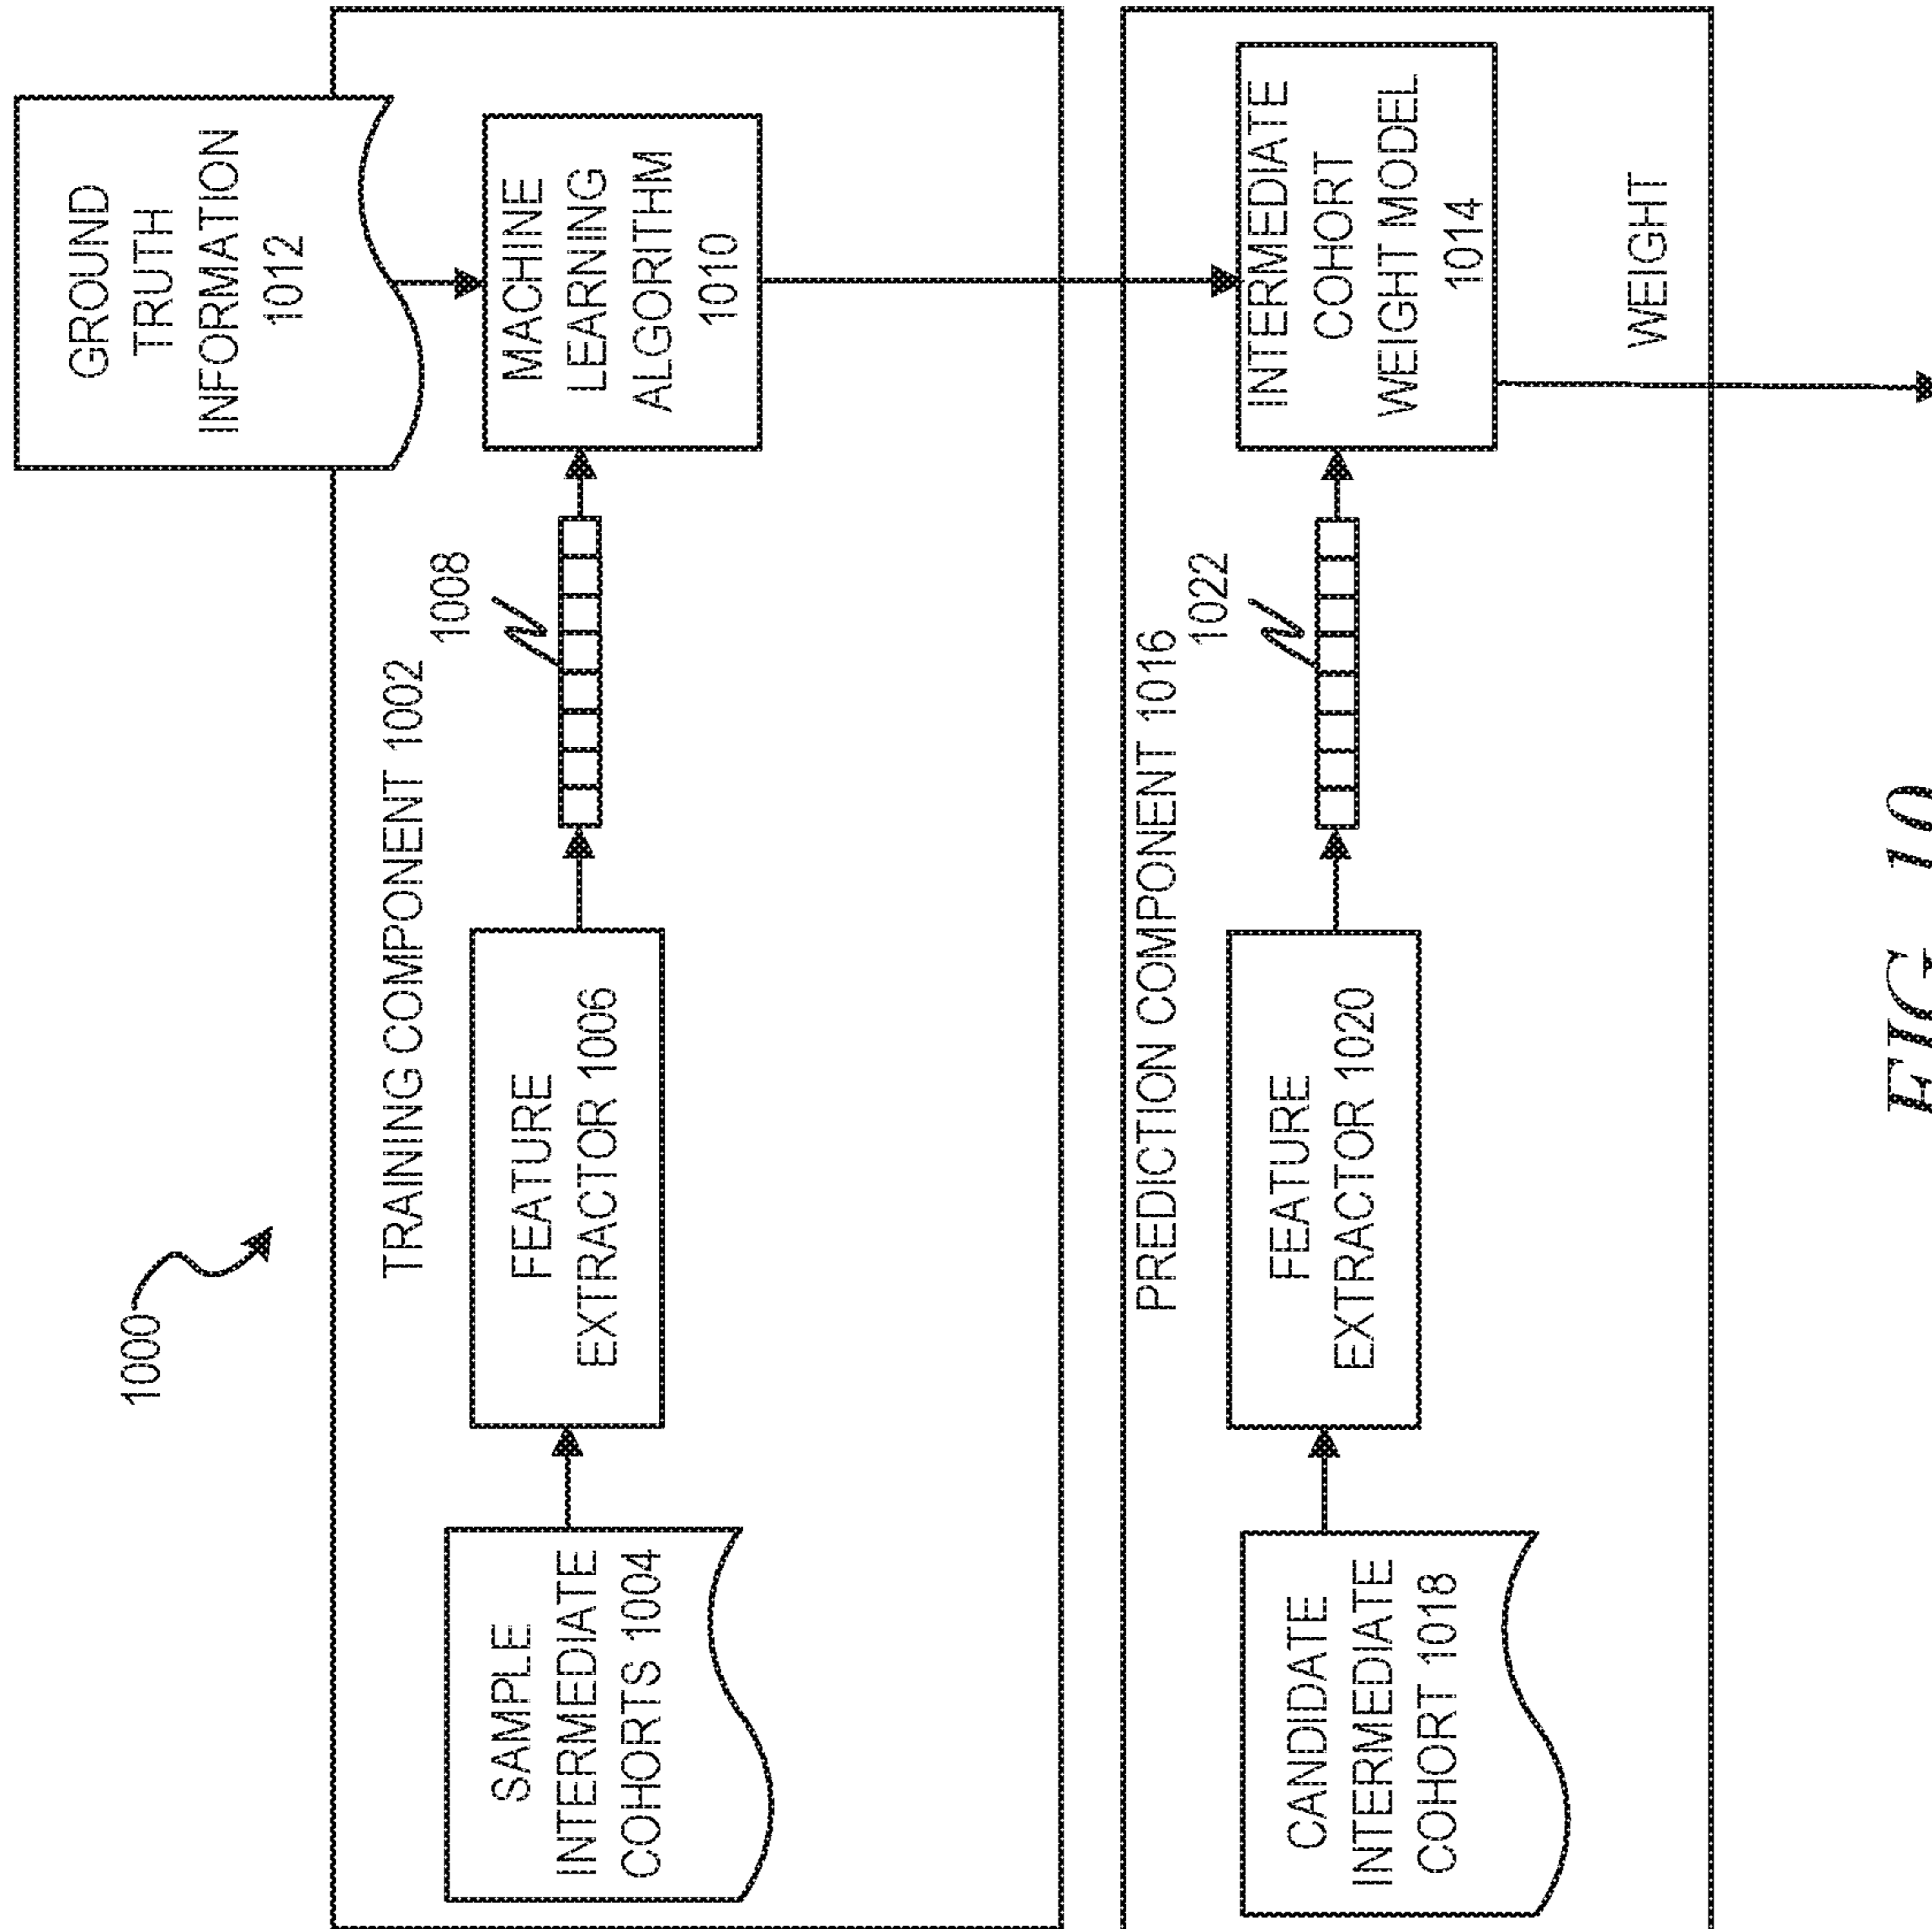 1000
GROUND
TRUTH
INFORMATION
1012
TRAINING COMPONENT 1002
1008
SAMPLE
INTERMEDIATE
COHORTS 1004
FEATURE
EXTRACTOR 1006
MACHINE
LEARNING
ALGORITHM
1010
PREDICTION COMPONENT 1016
1022
CANDIDATE
INTERMEDIATE
COHORT 1018
FEATURE
EXTRACTOR 1020
INTERMEDIATE
COHORT
WEIGHT MODEL
1014
WEIGHT
FIG. 10